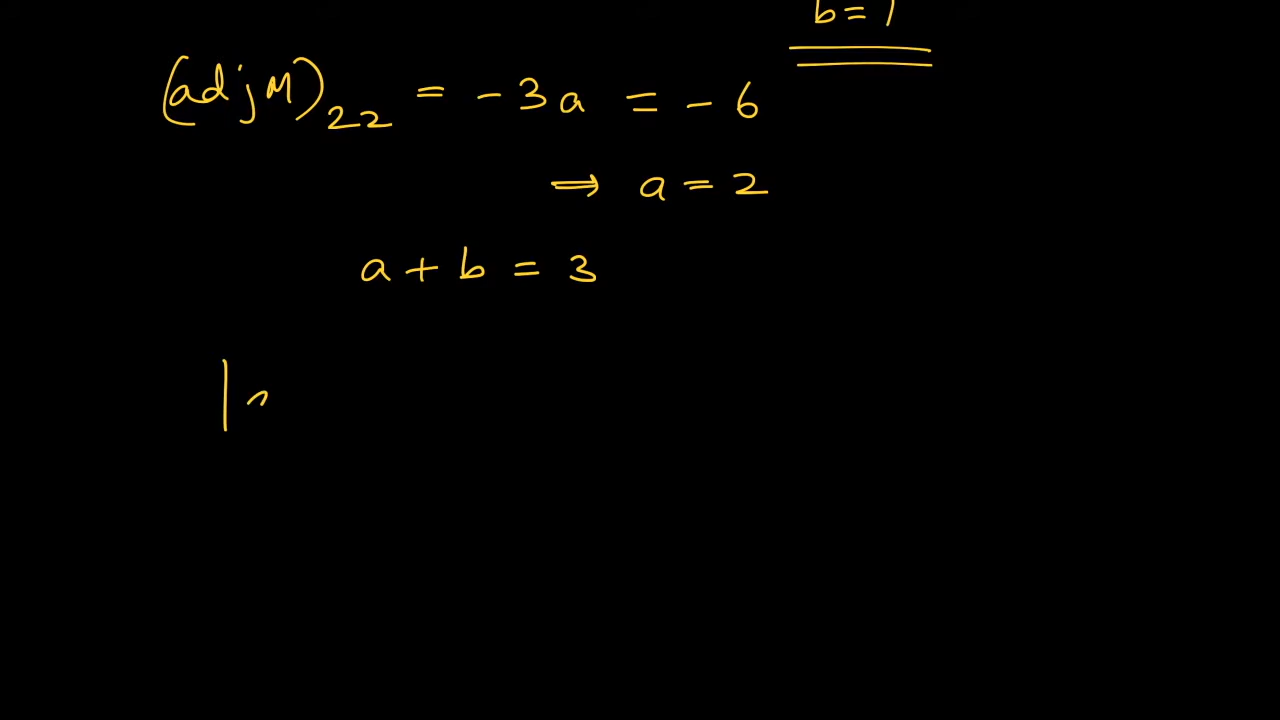 b = 1
(adj M)₂₂ = - 3a = - 6
⟹ a = 2
a + b = 3
|